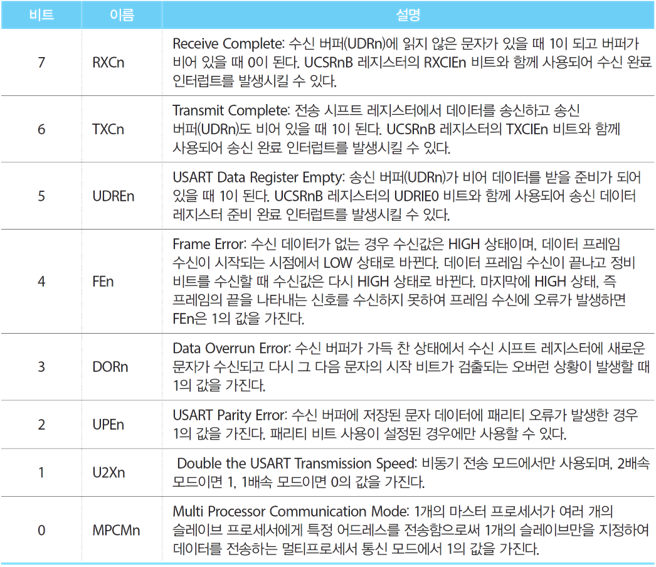 비트 이름 설명
7 RXCn Receive Complete: 수신 버퍼(UDRn)에 읽지 않은 문자가 있을 때 1이 되고 버퍼가
비어 있을 때 0이 된다. UCSRnB 레지스터의 RXCIEn 비트와 함께 사용되어 수신 완료
인터럽트를 발생시킬 수 있다.
6 TXCn Transmit Complete: 전송 시프트 레지스터에서 데이터를 송신하고 송신
버퍼(UDRn)도 비어 있을 때 1이 된다. UCSRnB 레지스터의 TXCIEn 비트와 함께
사용되어 송신 완료 인터럽트를 발생시킬 수 있다.
5 UDREn USART Data Register Empty: 송신 버퍼(UDRn)가 비어 데이터를 받을 준비가 되어
있을 때 1이 된다. UCSRnB 레지스터의 UDRIE0 비트와 함께 사용되어 송신 데이터
레지스터 준비 완료 인터럽트를 발생시킬 수 있다.
4 FEn Frame Error: 수신 데이터가 없는 경우 수신값은 HIGH 상태이며, 데이터 프레임
수신이 시작되는 시점에서 LOW 상태로 바뀐다. 데이터 프레임 수신이 끝나고 정비
비트를 수신할 때 수신값은 다시 HIGH 상태로 바뀐다. 마지막에 HIGH 상태, 즉
프레임의 끝을 나타내는 신호를 수신하지 못하여 프레임 수신에 오류가 발생하면
FEn은 1의 값을 가진다.
3 DORn Data Overrun Error: 수신 버퍼가 가득 찬 상태에서 수신 시프트 레지스터에 새로운
문자가 수신되고 다시 그 다음 문자의 시작 비트가 검출되는 오버런 상황이 발생할 때
1의 값을 가진다.
2 UPEn USART Parity Error: 수신 버퍼에 저장된 문자 데이터에 패리티 오류가 발생한 경우
1의 값을 가진다. 패리티 비트 사용이 설정된 경우에만 사용할 수 있다.
1 U2Xn Double the USART Transmission Speed: 비동기 전송 모드에서만 사용되며, 2배속
모드이면 1, 1배속 모드이면 0의 값을 가진다.
0 MPCMn Multi Processor Communication Mode: 1개의 마스터 프로세서가 여러 개의
슬레이브 프로세서에게 특정 어드레스를 전송함으로써 1개의 슬레이브만을 지정하여
데이터를 전송하는 멀티프로세서 통신 모드에서 1의 값을 가진다.